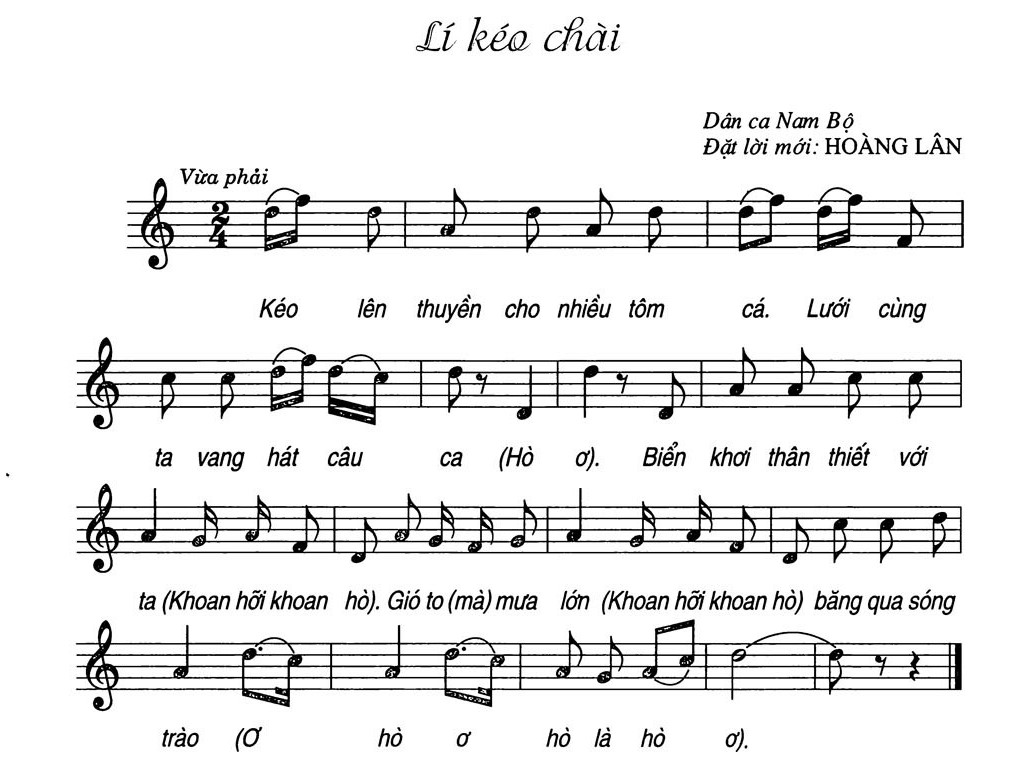 Lí kéo chài
Dân ca Nam Bộ
Đặt lời mới: HOÀNG LÂN
Vừa phải
2
4
Kéo lên thuyền cho nhiều tôm cá. Lưới cùng
ta vang hát câu ca (Hò ơ). Biển khơi thân thiết với
ta (Khoan hỡi khoan hò). Gió to (mà) mưa lớn (Khoan hỡi khoan hò) băng qua sóng
trào (Ơ hò ơ hò là hò ơ).